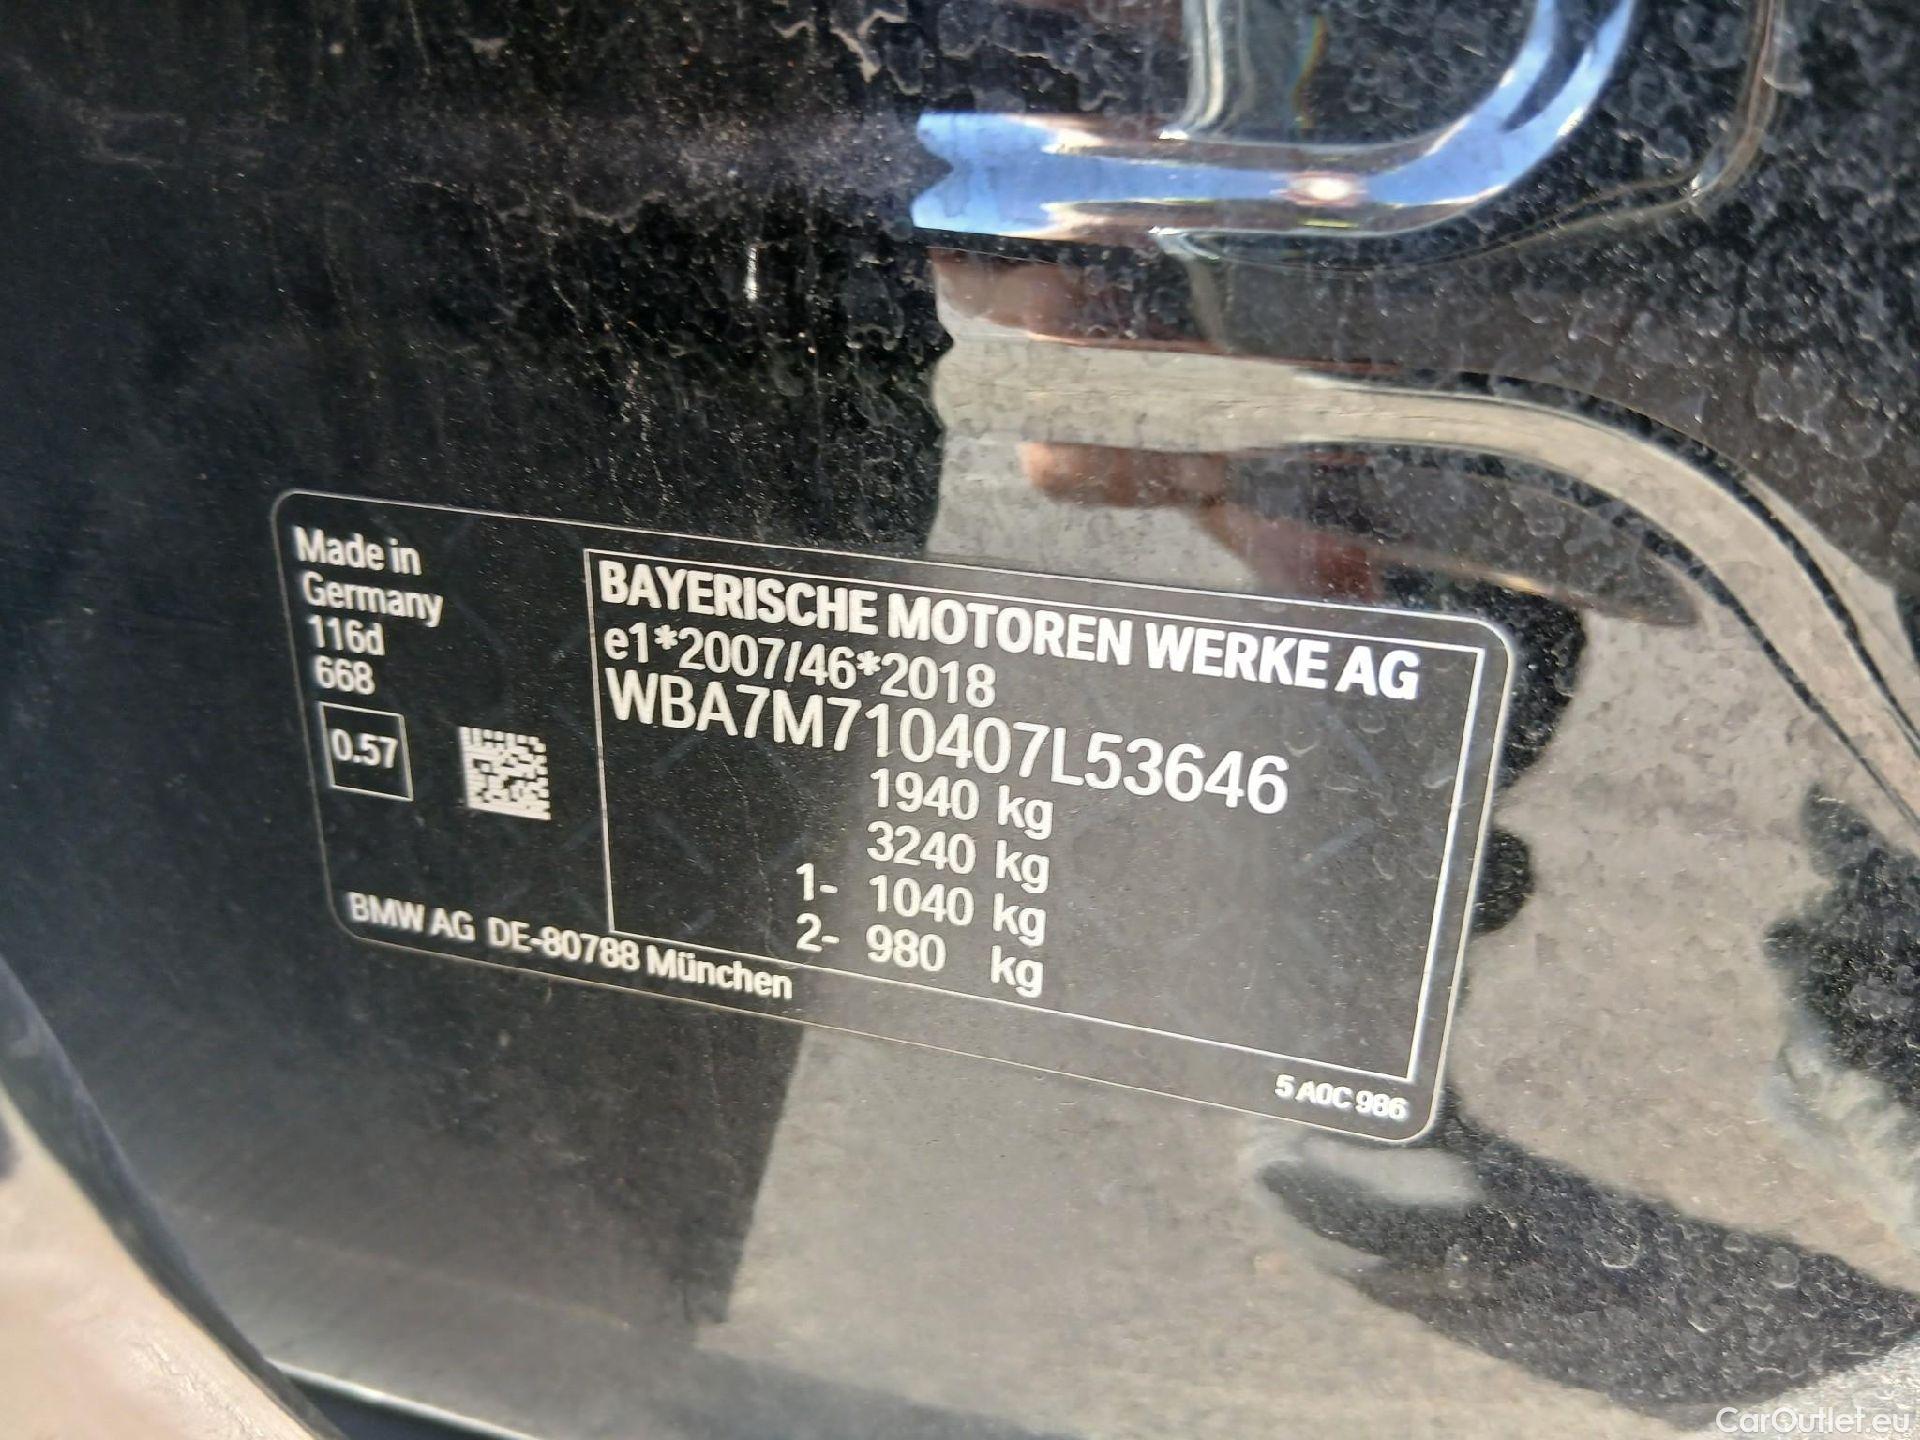 Made in
Germany
116d
668
0.57
BAYERISCHE MOTOREN WERKE AG
e1*2007/46*2018
WBA7M710407L53646
1940 kg
3240 kg
1- 1040 kg
2- 980 kg
BMW AG DE-80788 München
5 A0C 986
CarOutlet.eu